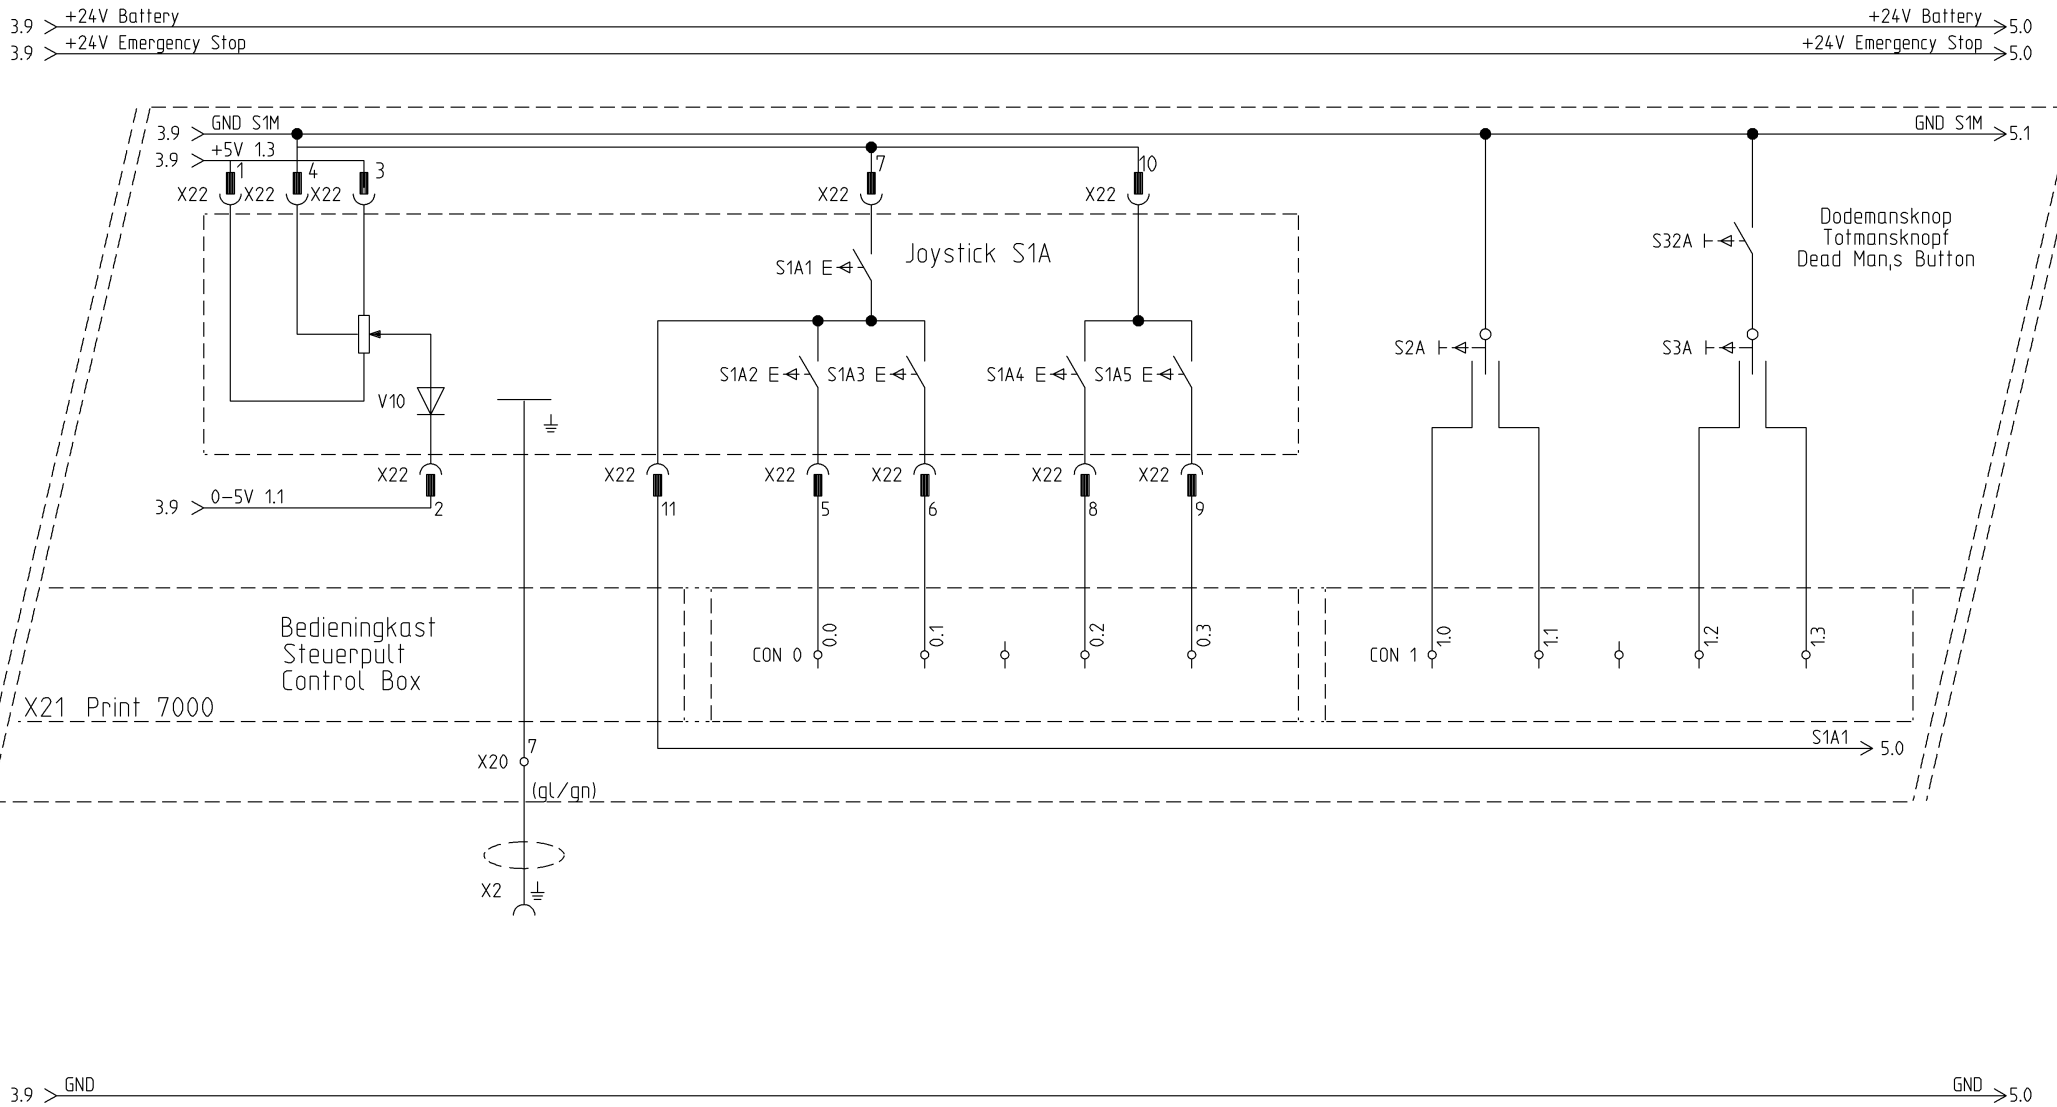 3.9 +24V Battery +24V Battery 5.0
3.9 +24V Emergency Stop +24V Emergency Stop 5.0
3.9 GND S1M GND S1M 5.1
3.9 +5V 1.3
1 4 3 7 10
X22 X22 X22 X22 X22
Dodemansknop
Totmansknopf
Dead Man,s Button
S32A
Joystick S1A
S1A1 E
S2A S3A
S1A2 E S1A3 E S1A4 E S1A5 E
V10
X22 X22 X22 X22 X22 X22
3.9 0-5V 1.1
2 11 5 6 8 9
Bedieningkast
Steuerpult
Control Box
0.0 0.1 0.2 0.3 1.0 1.1 1.2 1.3
CON 0 CON 1
X21 Print 7000
S1A1 5.0
7
X20
(gl/gn)
X2
3.9 GND GND 5.0